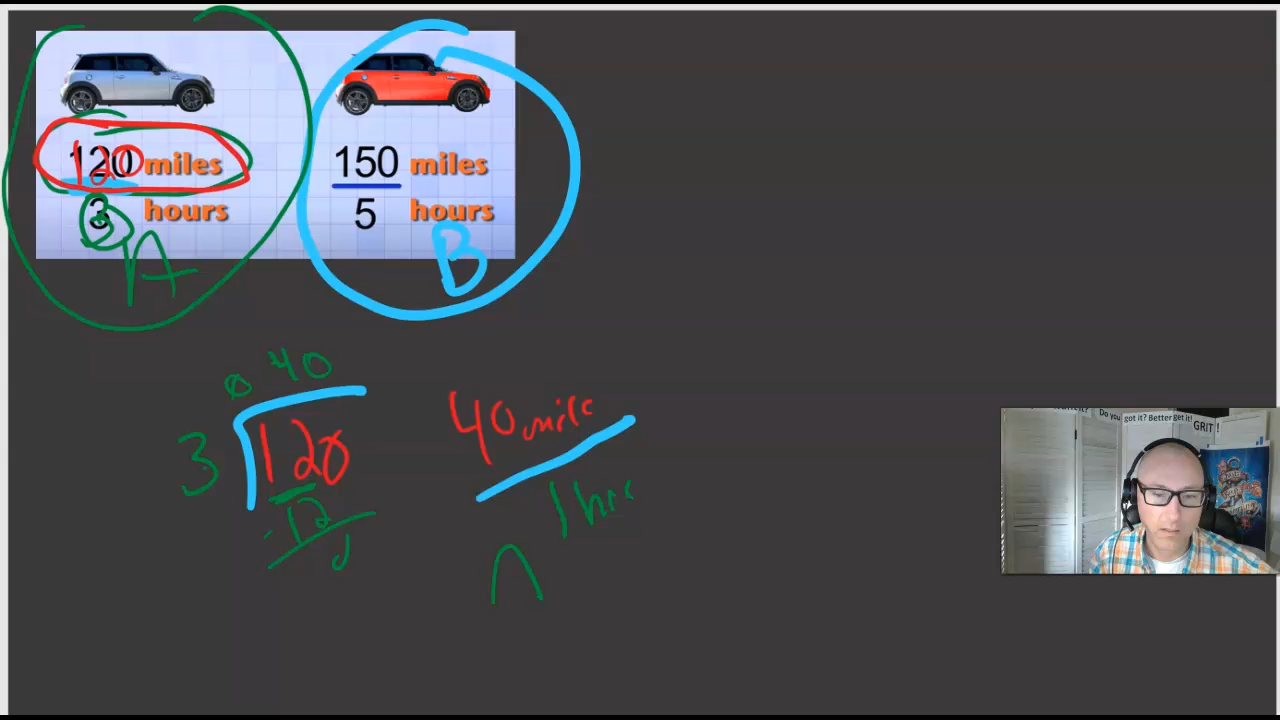 120 miles
3 hours
A
150 miles
5 hours
B
0 40
3 120
-12
0
40 mile
1 hr
Do you
got it? Better get it!
GRIT!